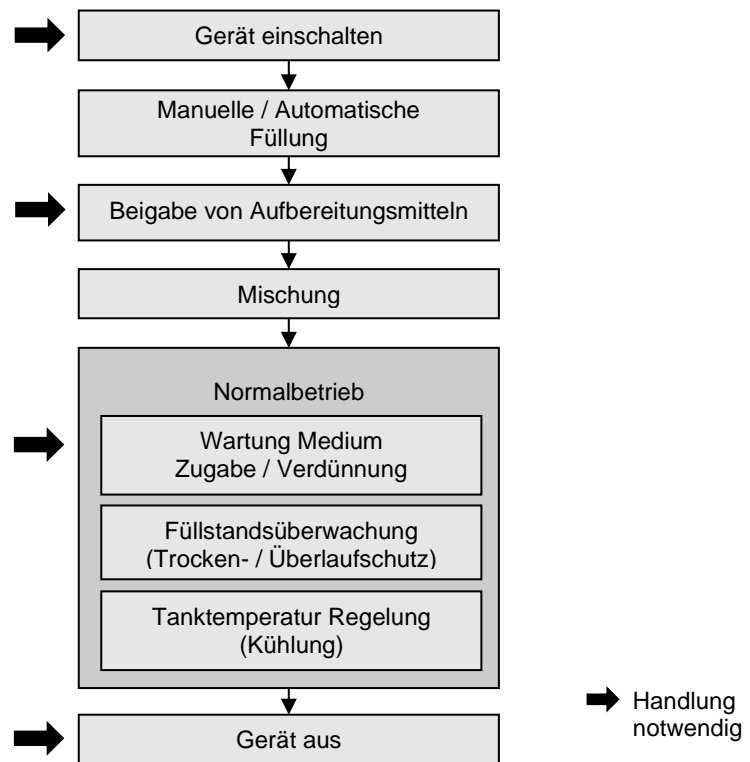 Gerät einschalten
Manuelle / Automatische
Füllung
Beigabe von Aufbereitungsmitteln
Mischung
Normalbetrieb
Wartung Medium
Zugabe / Verdünnung
Füllstandsüberwachung
(Trocken- / Überlaufschutz)
Tanktemperatur Regelung
(Kühlung)
Gerät aus
Handlung
notwendig